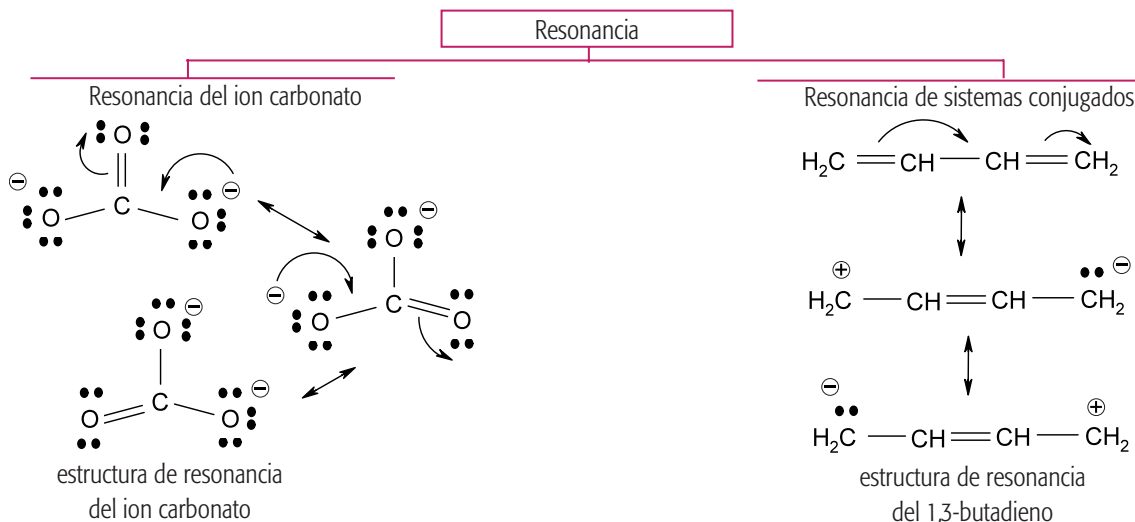 Resonancia
Resonancia del ion carbonato
O
⊖ ⊖
O C O
⊖
O
⊖
O C O
⊖
O
⊖
O C O
estructura de resonancia
del ion carbonato
Resonancia de sistemas conjugados
H₂C CH CH CH₂
⊕ ⊖
H₂C CH CH CH₂
⊖ ⊕
H₂C CH CH CH₂
estructura de resonancia
del 1,3-butadieno